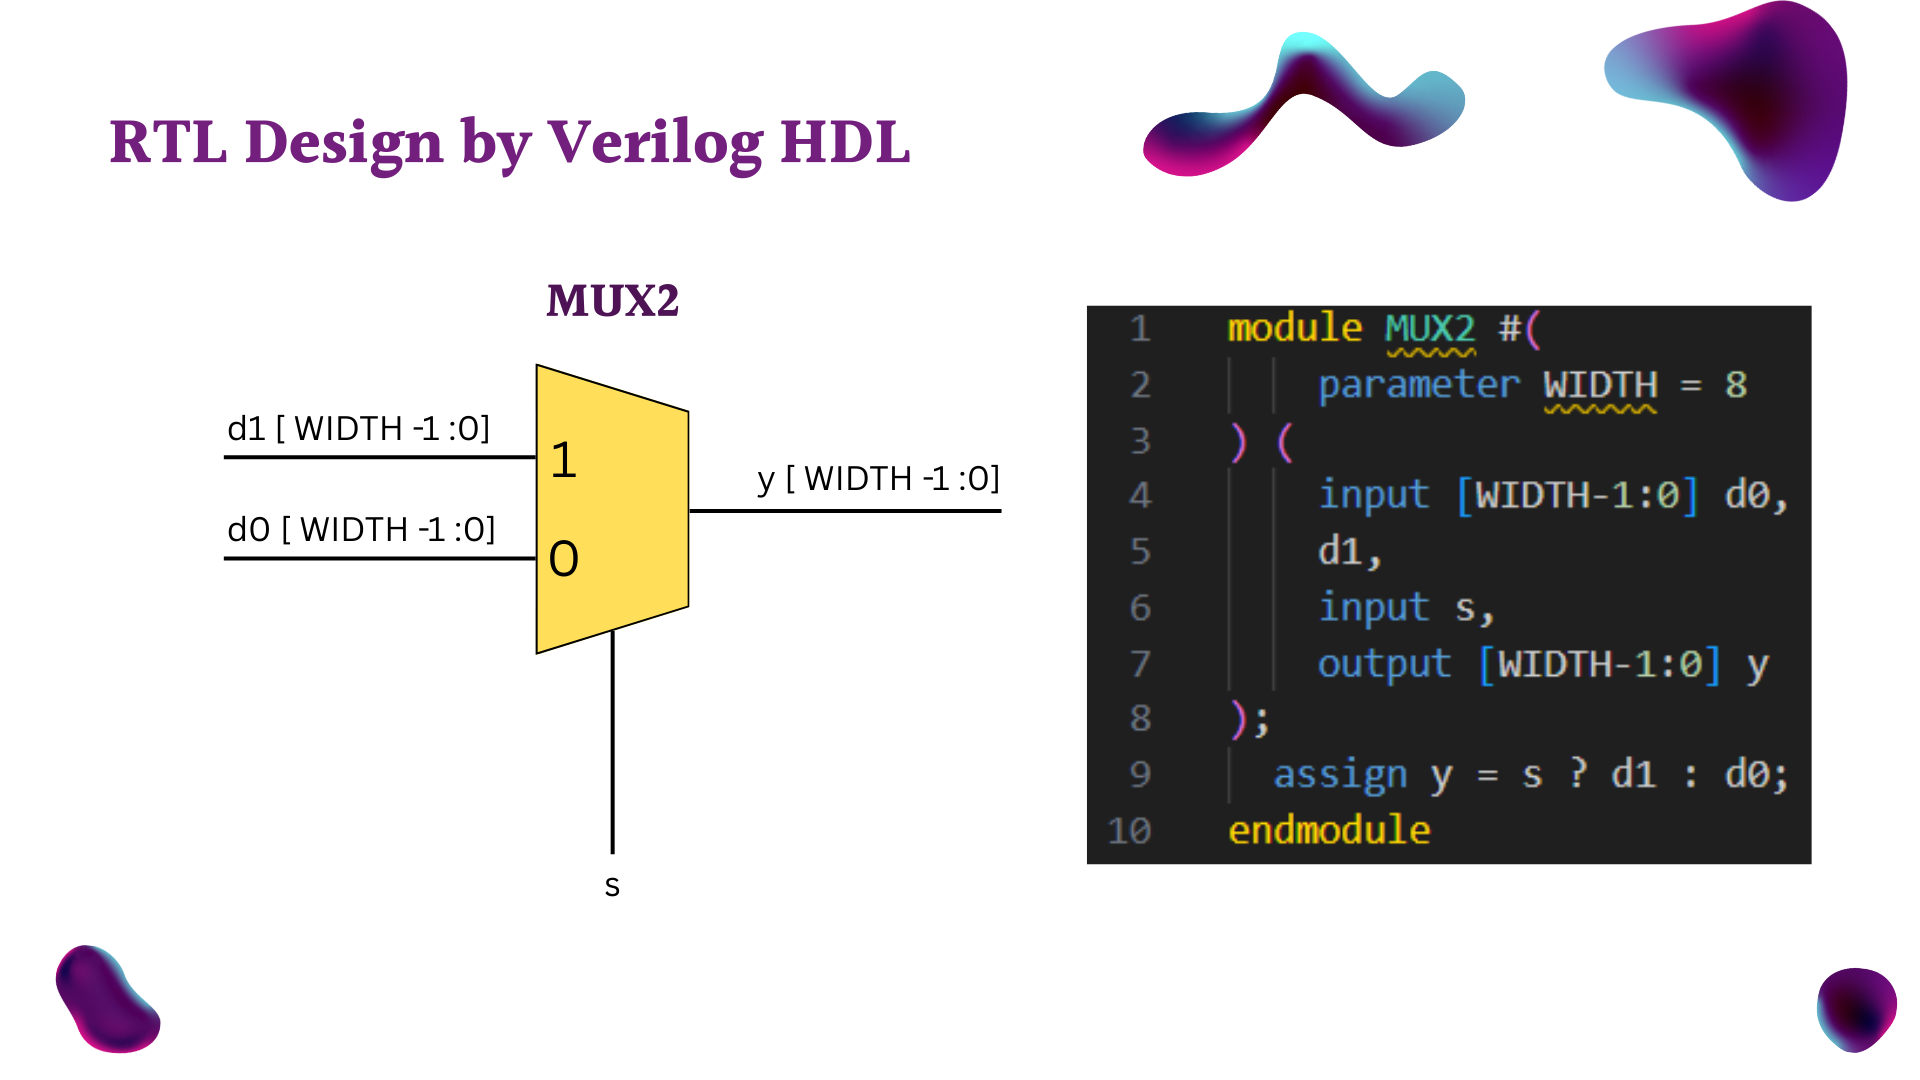 RTL Design by Verilog HDL
MUX2
d1 [ WIDTH -1 :0]
1
y [ WIDTH -1 :0]
d0 [ WIDTH -1 :0]
0
s
1 module MUX2 #(
2 parameter WIDTH = 8
3 ) (
4 input [WIDTH-1:0] d0,
5 d1,
6 input s,
7 output [WIDTH-1:0] y
8 );
9 assign y = s ? d1 : d0;
10 endmodule